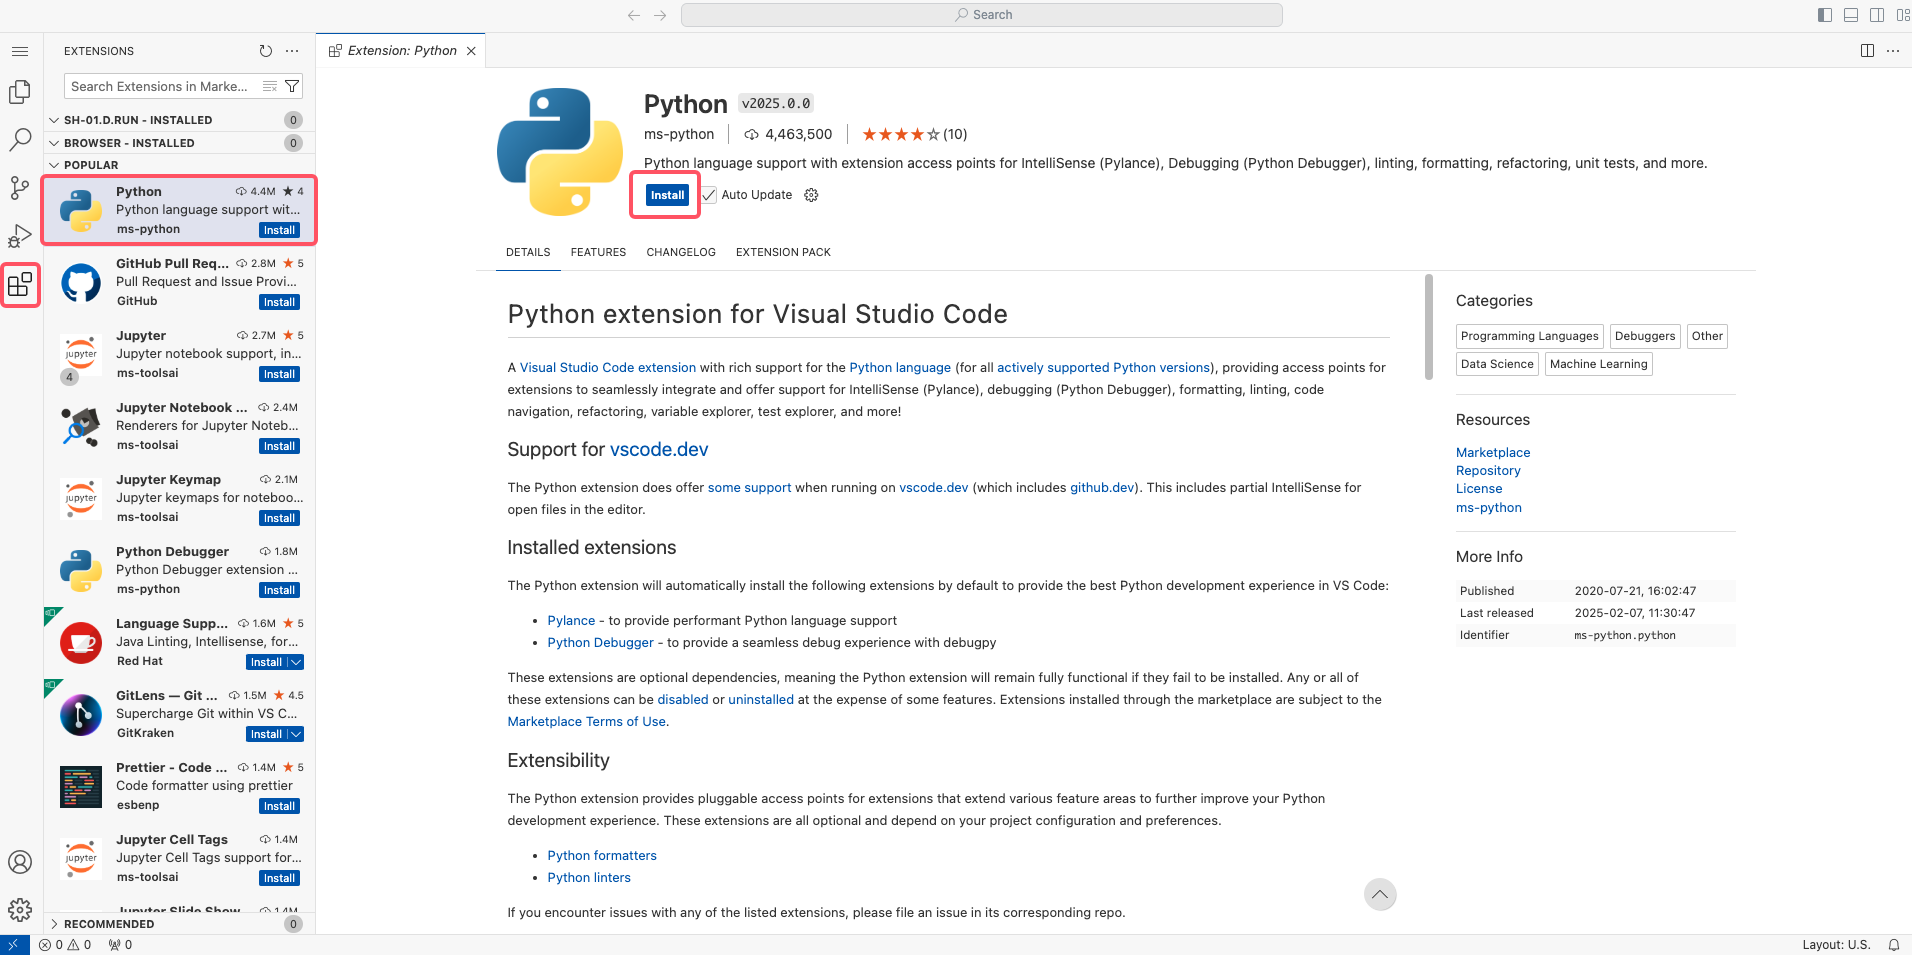 Search
EXTENSIONS
Search Extensions in Marke...
SH-01.D.RUN - INSTALLED 0
BROWSER - INSTALLED 0
POPULAR
Python 4.4M ★ 4
Python language support wit...
ms-python Install
GitHub Pull Req... 2.8M ★ 5
Pull Request and Issue Provi...
GitHub Install
Jupyter 2.7M ★ 5
Jupyter notebook support, in...
jupyter
ms-toolsai Install
4
Jupyter Notebook ... 2.4M
Renderers for Jupyter Noteb...
ms-toolsai Install
Jupyter Keymap 2.1M
Jupyter keymaps for noteboo...
jupyter
ms-toolsai Install
Python Debugger 1.8M
Python Debugger extension ...
ms-python Install
Language Supp... 1.6M ★ 5
Java Linting, Intellisense, for...
Red Hat Install
GitLens — Git ... 1.5M ★ 4.5
Supercharge Git within VS C...
GitKraken Install
Prettier - Code ... 1.4M ★ 5
Code formatter using prettier
esbenp Install
Jupyter Cell Tags 1.4M
Jupyter Cell Tags support for...
jupyter
ms-toolsai Install
Jupyter Slide Show 1.4M
RECOMMENDED 0
Extension: Python
Python v2025.0.0
ms-python 4,463,500 ★★★★☆ (10)
Python language support with extension access points for IntelliSense (Pylance), Debugging (Python Debugger), linting, formatting, refactoring, unit tests, and more.
Install Auto Update
DETAILS FEATURES CHANGELOG EXTENSION PACK
Python extension for Visual Studio Code
A Visual Studio Code extension with rich support for the Python language (for all actively supported Python versions), providing access points for
extensions to seamlessly integrate and offer support for IntelliSense (Pylance), debugging (Python Debugger), formatting, linting, code
navigation, refactoring, variable explorer, test explorer, and more!
Support for vscode.dev
The Python extension does offer some support when running on vscode.dev (which includes github.dev). This includes partial IntelliSense for
open files in the editor.
Installed extensions
The Python extension will automatically install the following extensions by default to provide the best Python development experience in VS Code:
• Pylance - to provide performant Python language support
• Python Debugger - to provide a seamless debug experience with debugpy
These extensions are optional dependencies, meaning the Python extension will remain fully functional if they fail to be installed. Any or all of
these extensions can be disabled or uninstalled at the expense of some features. Extensions installed through the marketplace are subject to the
Marketplace Terms of Use.
Extensibility
The Python extension provides pluggable access points for extensions that extend various feature areas to further improve your Python
development experience. These extensions are all optional and depend on your project configuration and preferences.
• Python formatters
• Python linters
If you encounter issues with any of the listed extensions, please file an issue in its corresponding repo.
Categories
Programming Languages Debuggers Other
Data Science Machine Learning
Resources
Marketplace
Repository
License
ms-python
More Info
Published 2020-07-21, 16:02:47
Last released 2025-02-07, 11:30:47
Identifier ms-python.python
0 0 0
Layout: U.S.